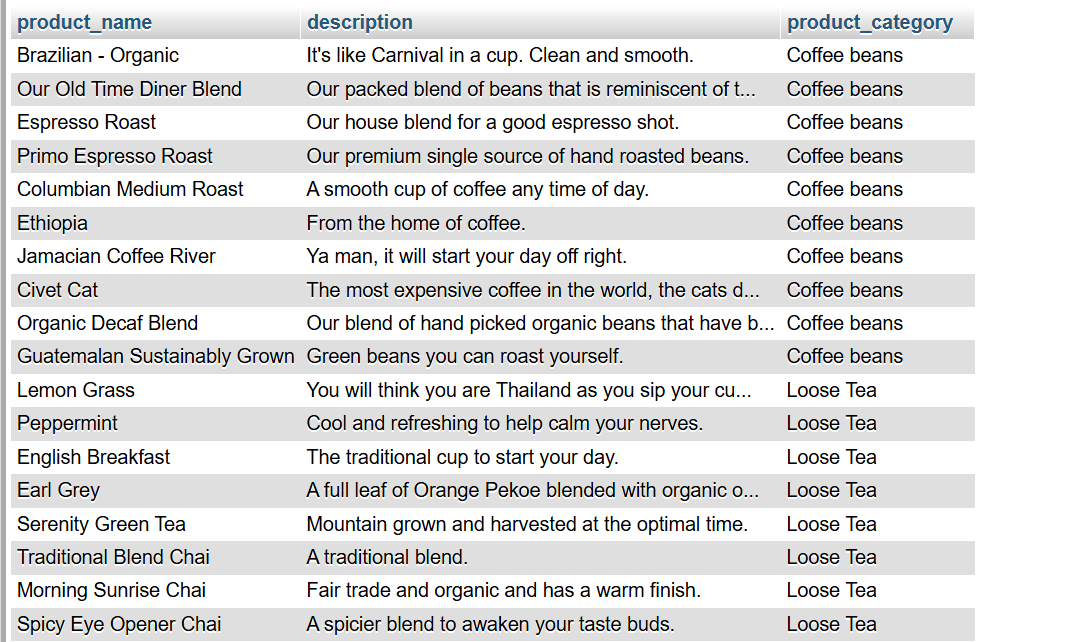 product_name description product_category
Brazilian - Organic It's like Carnival in a cup. Clean and smooth. Coffee beans
Our Old Time Diner Blend Our packed blend of beans that is reminiscent of t... Coffee beans
Espresso Roast Our house blend for a good espresso shot. Coffee beans
Primo Espresso Roast Our premium single source of hand roasted beans. Coffee beans
Columbian Medium Roast A smooth cup of coffee any time of day. Coffee beans
Ethiopia From the home of coffee. Coffee beans
Jamacian Coffee River Ya man, it will start your day off right. Coffee beans
Civet Cat The most expensive coffee in the world, the cats d... Coffee beans
Organic Decaf Blend Our blend of hand picked organic beans that have b... Coffee beans
Guatemalan Sustainably Grown Green beans you can roast yourself. Coffee beans
Lemon Grass You will think you are Thailand as you sip your cu... Loose Tea
Peppermint Cool and refreshing to help calm your nerves. Loose Tea
English Breakfast The traditional cup to start your day. Loose Tea
Earl Grey A full leaf of Orange Pekoe blended with organic o... Loose Tea
Serenity Green Tea Mountain grown and harvested at the optimal time. Loose Tea
Traditional Blend Chai A traditional blend. Loose Tea
Morning Sunrise Chai Fair trade and organic and has a warm finish. Loose Tea
Spicy Eye Opener Chai A spicier blend to awaken your taste buds. Loose Tea